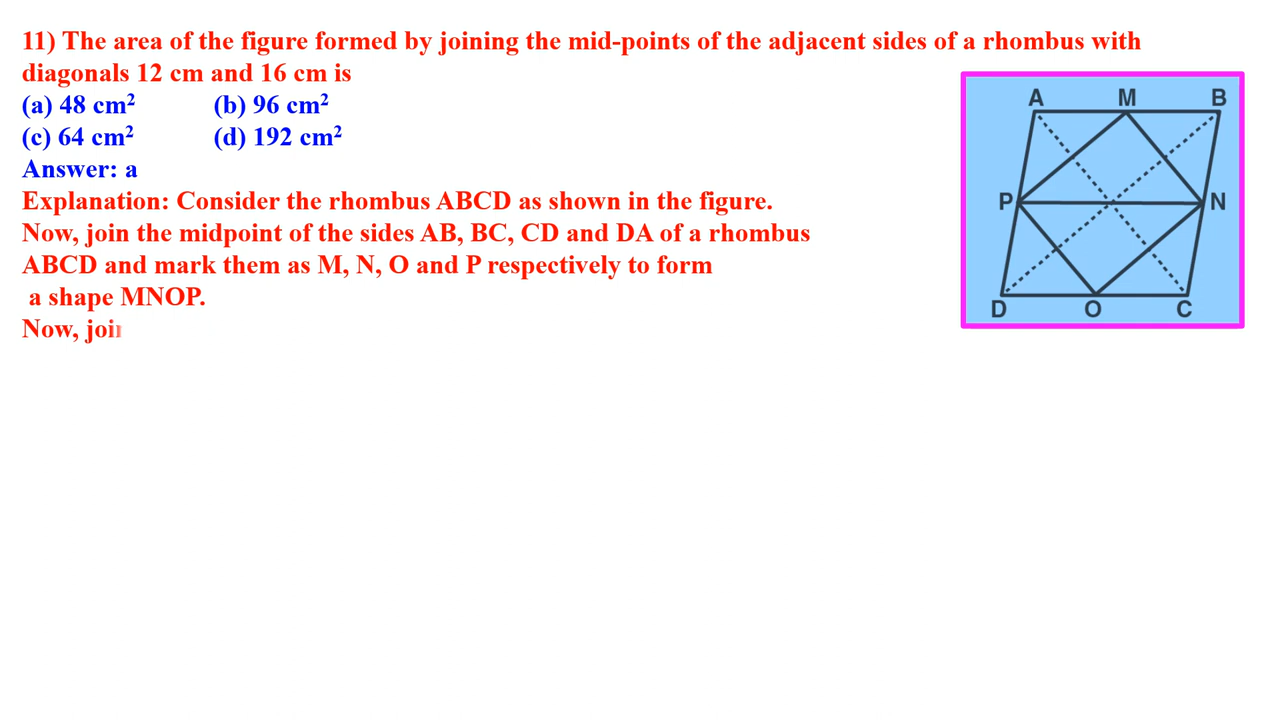 11) The area of the figure formed by joining the mid-points of the adjacent sides of a rhombus with
diagonals 12 cm and 16 cm is
(a) 48 cm² (b) 96 cm²
(c) 64 cm² (d) 192 cm²
Answer: a
Explanation: Consider the rhombus ABCD as shown in the figure.
Now, join the midpoint of the sides AB, BC, CD and DA of a rhombus
ABCD and mark them as M, N, O and P respectively to form
a shape MNOP.
Now, join
A M B
P N
D O C